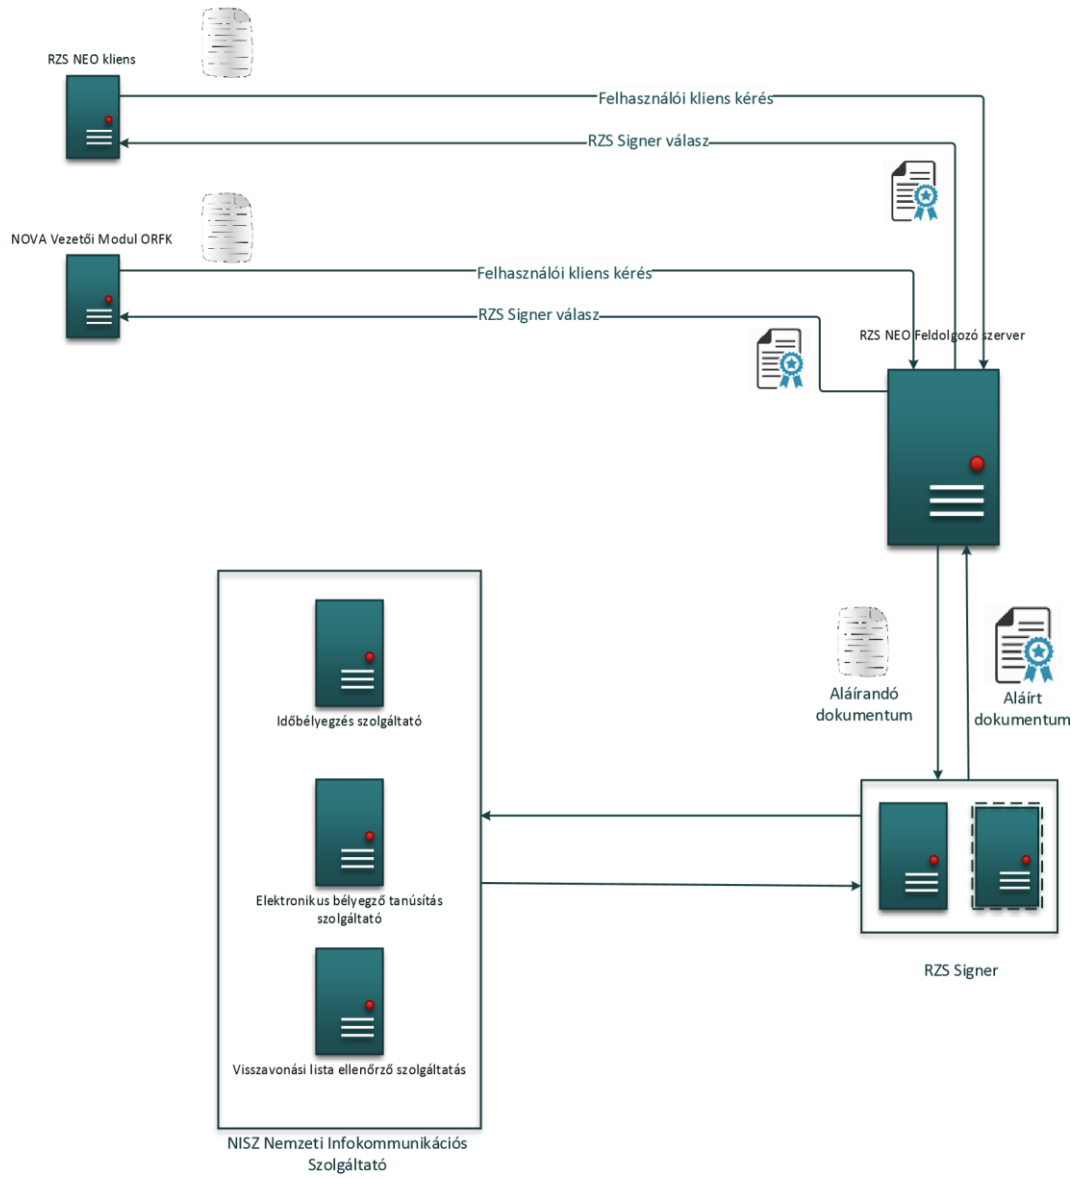 RZS NEO kliens
Felhasználói kliens kérés
RZS Signer válasz
NOVA Vezetői Modul ORFK
Felhasználói kliens kérés
RZS Signer válasz
RZS NEO Feldolgozó szerver
Aláírandó
dokumentum
Aláírt
dokumentum
Időbélyegzés szolgáltató
Elektronikus bélyegző tanúsítás
szolgáltató
RZS Signer
Visszavonási lista ellenőrző szolgáltatás
NISZ Nemzeti Infokommunikációs
Szolgáltató